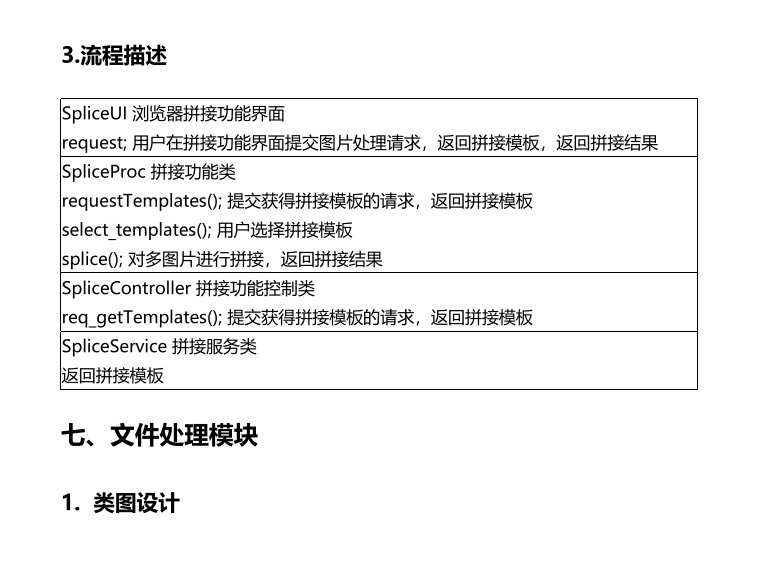 3.流程描述
SpliceUI 浏览器拼接功能界面
request; 用户在拼接功能界面提交图片处理请求，返回拼接模板，返回拼接结果
SpliceProc 拼接功能类
requestTemplates(); 提交获得拼接模板的请求，返回拼接模板
select_templates(); 用户选择拼接模板
splice(); 对多图片进行拼接，返回拼接结果
SpliceController 拼接功能控制类
req_getTemplates(); 提交获得拼接模板的请求，返回拼接模板
SpliceService 拼接服务类
返回拼接模板
七、文件处理模块
1. 类图设计